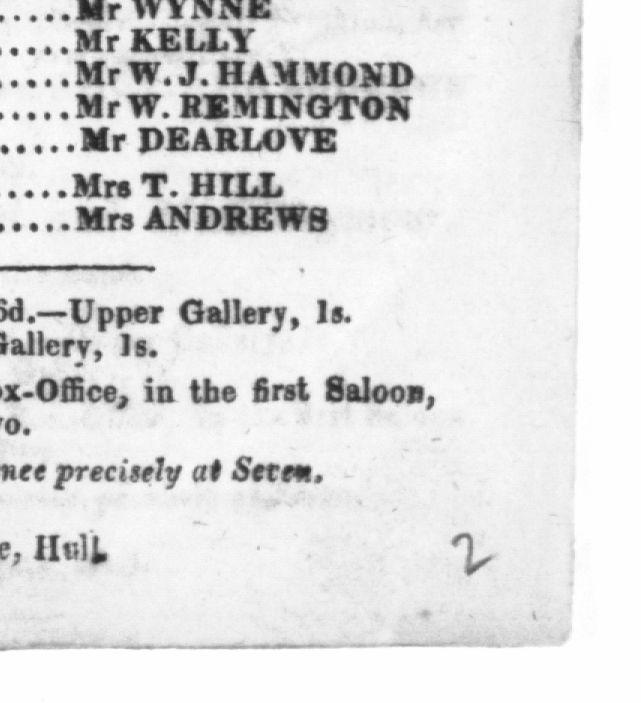 .....Mr WYNNE
.....Mr KELLY
.....Mr W. J. HAMMOND
.....Mr W. REMINGTON
.....Mr DEARLOVE
.....Mrs T. HILL
.....Mrs ANDREWS
6d.—Upper Gallery, 1s.
Gallery, 1s.
ox-Office, in the first Saloon,
wo.
nce precisely at Seven.
e, Hull.
2